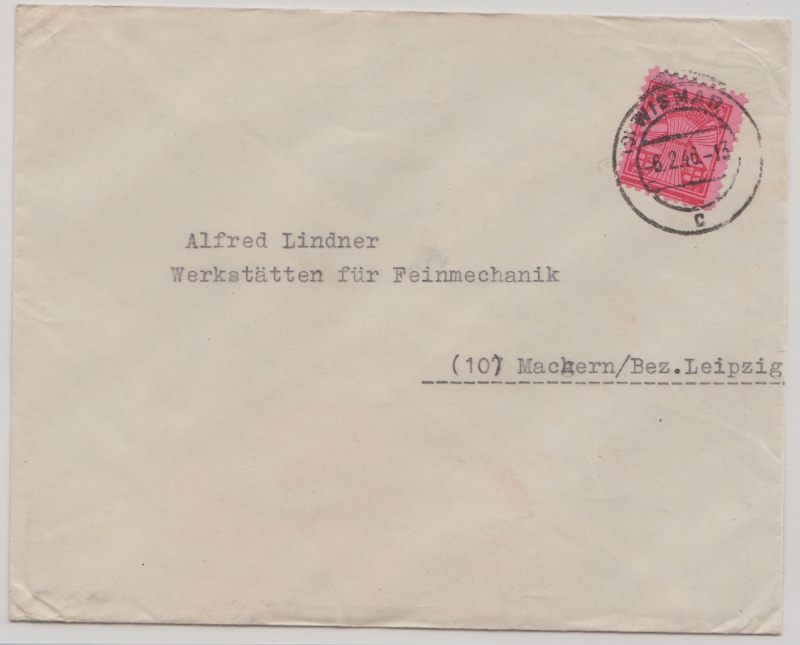 WISMAR
6.2.46.-13
c
Alfred Lindner
Werkstätten für Feinmechanik
(10) Machern/Bez.Leipzig